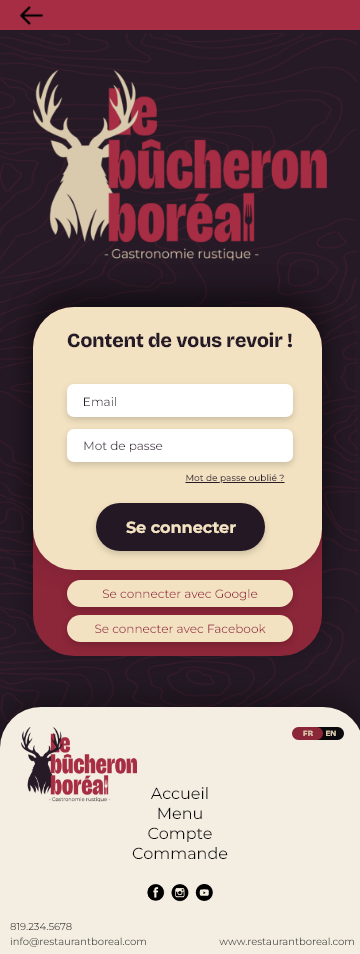 le
bûcheron
boréal
- Gastronomie rustique -
Content de vous revoir !
Email
Mot de passe
Mot de passe oublié ?
Se connecter
Se connecter avec Google
Se connecter avec Facebook
FR EN
le
bûcheron
boréal
- Gastronomie rustique -
Accueil
Menu
Compte
Commande
819.234.5678
info@restaurantboreal.com
www.restaurantboreal.com